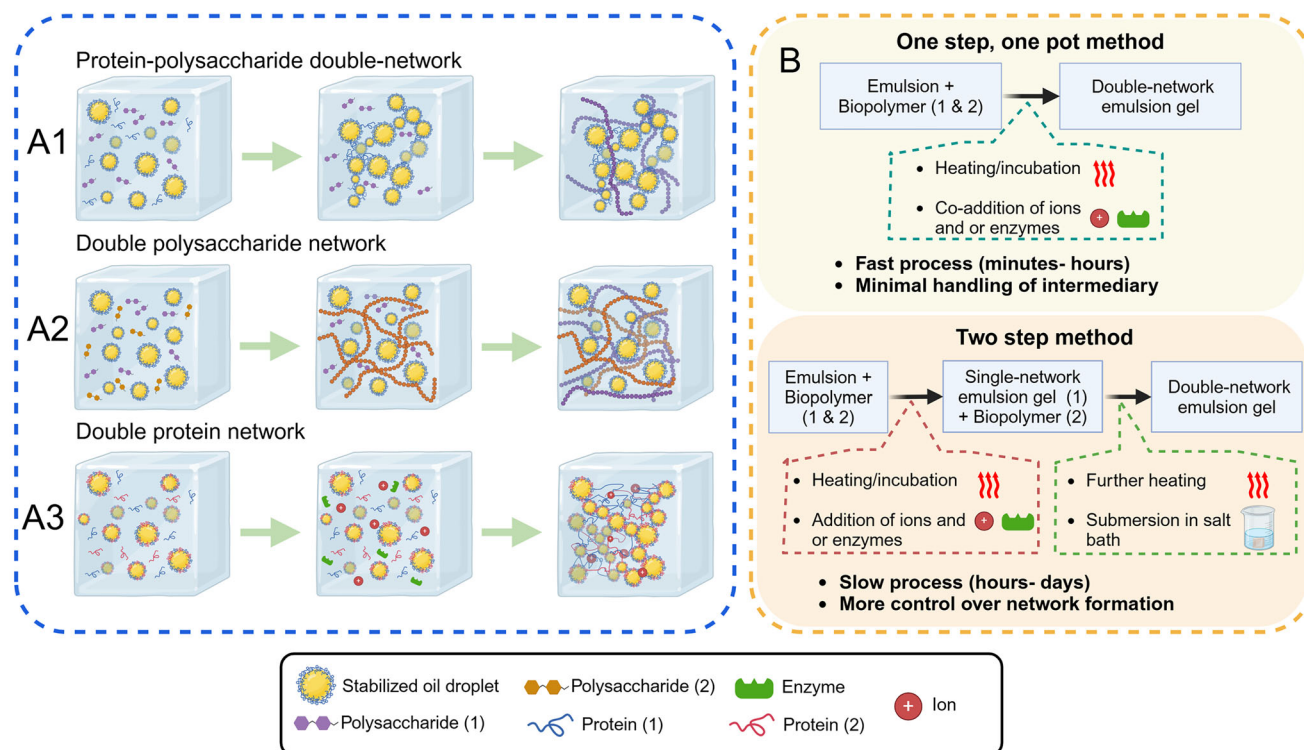 Protein-polysaccharide double-network
A1
Double polysaccharide network
A2
Double protein network
A3
B
One step, one pot method
Emulsion +
Biopolymer (1 & 2)
Double-network
emulsion gel
• Heating/incubation
• Co-addition of ions
and or enzymes
+
• Fast process (minutes- hours)
• Minimal handling of intermediary
Two step method
Emulsion +
Biopolymer
(1 & 2)
Single-network
emulsion gel (1)
+ Biopolymer (2)
Double-network
emulsion gel
• Heating/incubation
• Addition of ions and
or enzymes
+
• Further heating
• Submersion in salt
bath
• Slow process (hours- days)
• More control over network formation
Stabilized oil droplet
Polysaccharide (2)
Enzyme
+ Ion
Polysaccharide (1)
Protein (1)
Protein (2)